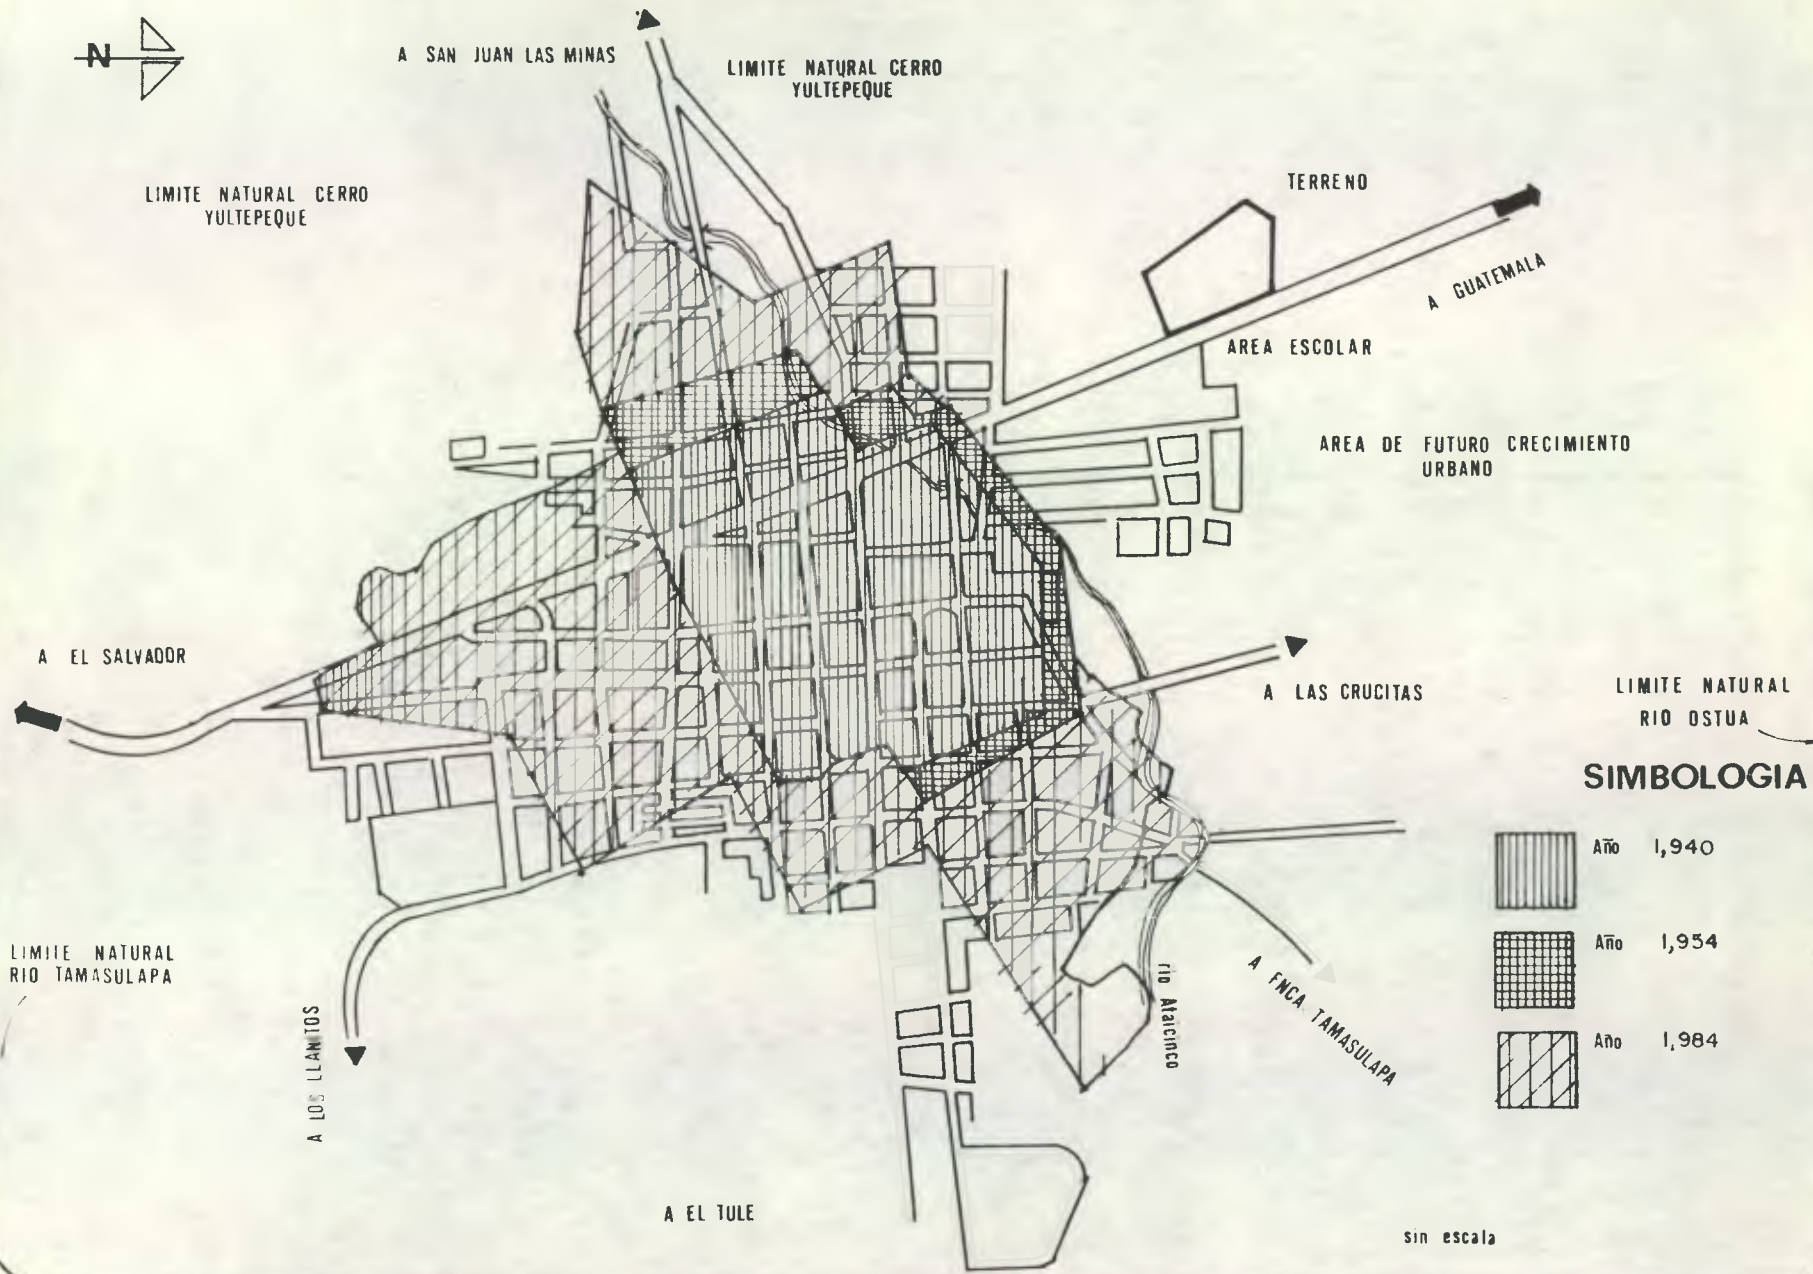 N
A SAN JUAN LAS MINAS
LIMITE NATURAL CERRO
YULTEPEQUE
LIMITE NATURAL CERRO
YULTEPEQUE
TERRENO
A GUATEMALA
AREA ESCOLAR
AREA DE FUTURO CRECIMIENTO
URBANO
A EL SALVADOR
A LAS CRUCITAS
LIMITE NATURAL
RIO OSTUA
SIMBOLOGIA
Año 1,940
Año 1,954
Año 1,984
LIMITE NATURAL
RIO TAMASULAPA
A LOS LLANITOS
río Ataicinco
A FNCA TAMASULAPA
A EL TULE
sin escala